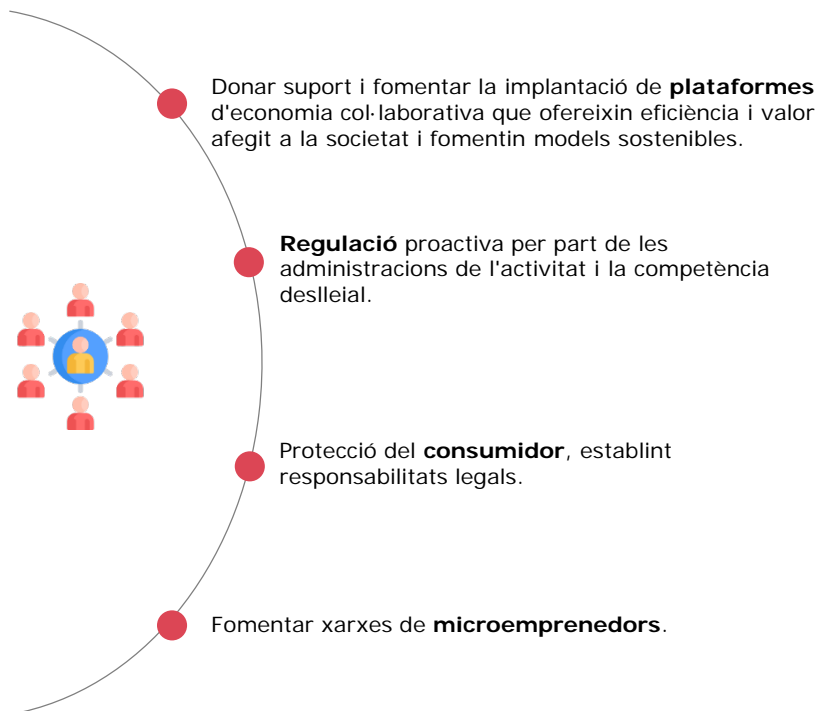 Donar suport i fomentar la implantació de plataformes
d'economia col·laborativa que ofereixin eficiència i valor
afegit a la societat i fomentin models sostenibles.
Regulació proactiva per part de les
administracions de l'activitat i la competència
deslleial.
Protecció del consumidor, establint
responsabilitats legals.
Fomentar xarxes de microemprenedors.